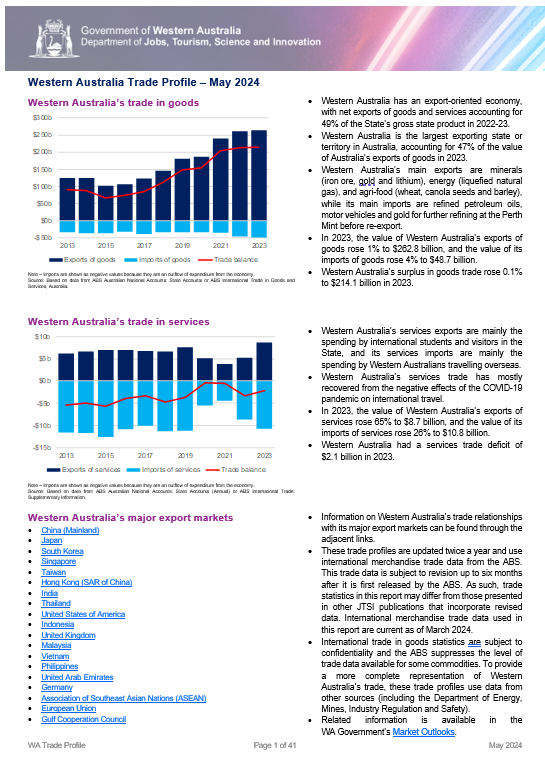 Government of Western Australia
Department of Jobs, Tourism, Science and Innovation
Western Australia Trade Profile – May 2024
Western Australia's trade in goods
$300b
$250b
$200b
$150b
$100b
$50b
$0b
-$50b
2013
2015
2017
2019
2021
2023
Exports of goods
Imports of goods
Trade balance
Note – Imports are shown as negative values because they are an outflow of expenditure from the economy.
Source: Based on data from ABS Australian National Accounts: State Accounts or ABS International Trade in Goods and
Services, Australia.
• Western Australia has an export-oriented economy,
with net exports of goods and services accounting for
49% of the State's gross state product in 2022-23.
• Western Australia is the largest exporting state or
territory in Australia, accounting for 47% of the value
of Australia's exports of goods in 2023.
• Western Australia's main exports are minerals
(iron ore, gold and lithium), energy (liquefied natural
gas), and agri-food (wheat, canola seeds and barley),
while its main imports are refined petroleum oils,
motor vehicles and gold for further refining at the Perth
Mint before re-export.
• In 2023, the value of Western Australia's exports of
goods rose 1% to $262.8 billion, and the value of its
imports of goods rose 4% to $48.7 billion.
• Western Australia's surplus in goods trade rose 0.1%
to $214.1 billion in 2023.
Western Australia's trade in services
$10b
$5b
$0b
-$5b
-$10b
-$15b
2013
2015
2017
2019
2021
2023
Exports of services
Imports of services
Trade balance
Note – Imports are shown as negative values because they are an outflow of expenditure from the economy.
Source: Based on data from ABS Australian National Accounts: State Accounts (Annual) or ABS International Trade:
Supplementary Information.
• Western Australia's services exports are mainly the
spending by international students and visitors in the
State, and its services imports are mainly the
spending by Western Australians travelling overseas.
• Western Australia's services trade has mostly
recovered from the negative effects of the COVID-19
pandemic on international travel.
• In 2023, the value of Western Australia's exports of
services rose 65% to $8.7 billion, and the value of its
imports of services rose 26% to $10.8 billion.
• Western Australia had a services trade deficit of
$2.1 billion in 2023.
Western Australia's major export markets
• China (Mainland)
• Japan
• South Korea
• Singapore
• Taiwan
• Hong Kong (SAR of China)
• India
• Thailand
• United States of America
• Indonesia
• United Kingdom
• Malaysia
• Vietnam
• Philippines
• United Arab Emirates
• Germany
• Association of Southeast Asian Nations (ASEAN)
• European Union
• Gulf Cooperation Council
• Information on Western Australia's trade relationships
with its major export markets can be found through the
adjacent links.
• These trade profiles are updated twice a year and use
international merchandise trade data from the ABS.
This trade data is subject to revision up to six months
after it is first released by the ABS. As such, trade
statistics in this report may differ from those presented
in other JTSI publications that incorporate revised
data. International merchandise trade data used in
this report are current as of March 2024.
• International trade in goods statistics are subject to
confidentiality and the ABS suppresses the level of
trade data available for some commodities. To provide
a more complete representation of Western
Australia's trade, these trade profiles use data from
other sources (including the Department of Energy,
Mines, Industry Regulation and Safety).
• Related information is available in the
WA Government's Market Outlooks.
WA Trade Profile
Page 1 of 41
May 2024